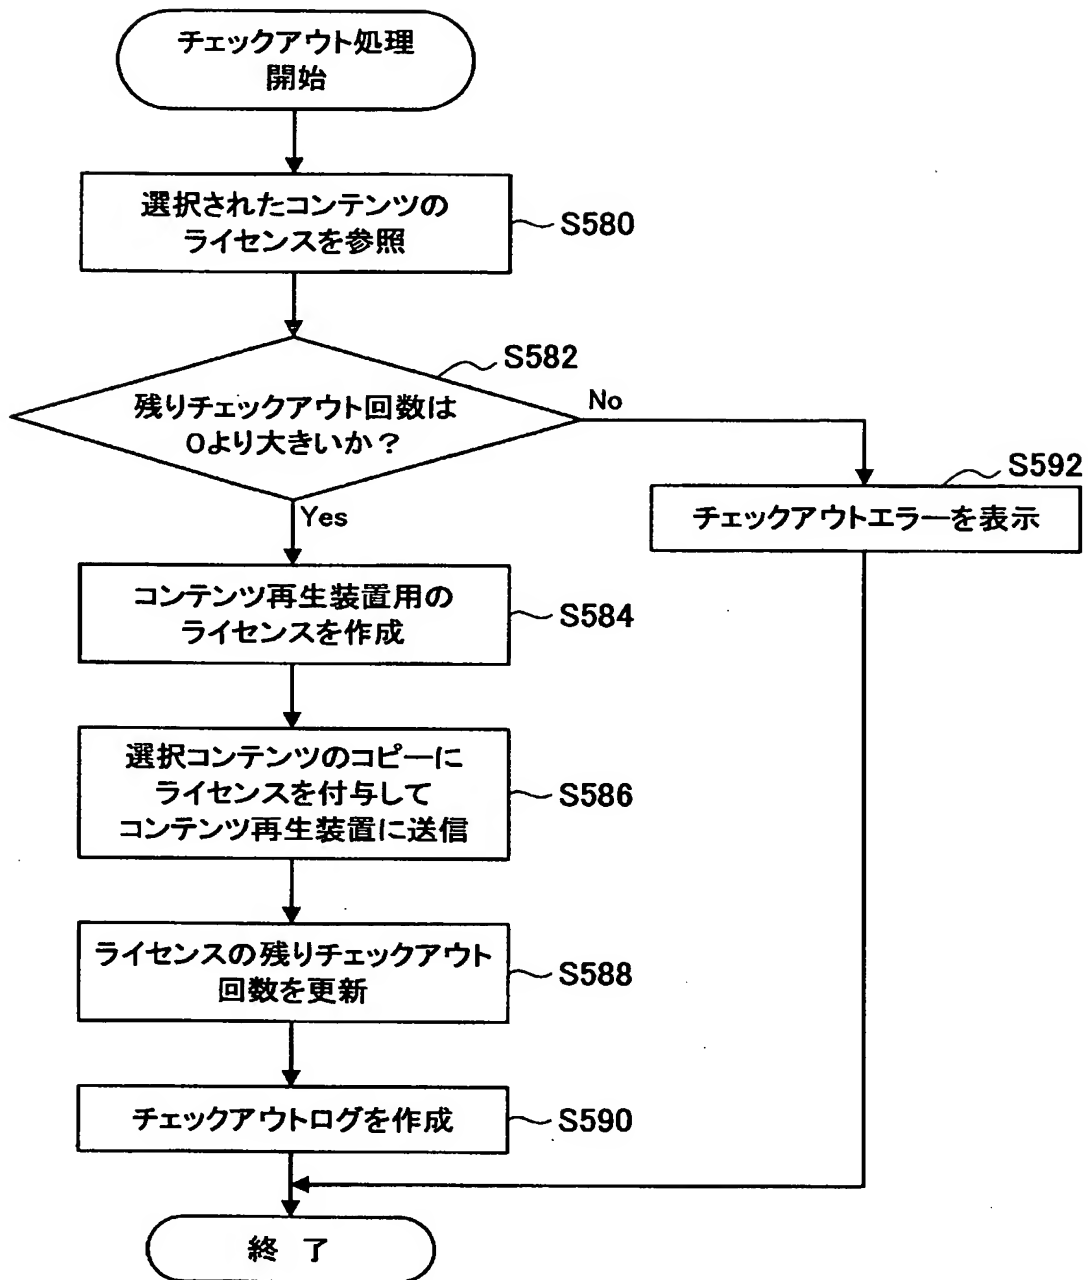 チェックアウト処理
開始
選択されたコンテンツの
ライセンスを参照
S580
S582
残りチェックアウト回数は
0より大きいか？
No
S592
チェックアウトエラーを表示
Yes
コンテンツ再生装置用の
ライセンスを作成
S584
選択コンテンツのコピーに
ライセンスを付与して
コンテンツ再生装置に送信
S586
ライセンスの残りチェックアウト
回数を更新
S588
チェックアウトログを作成
S590
終 了